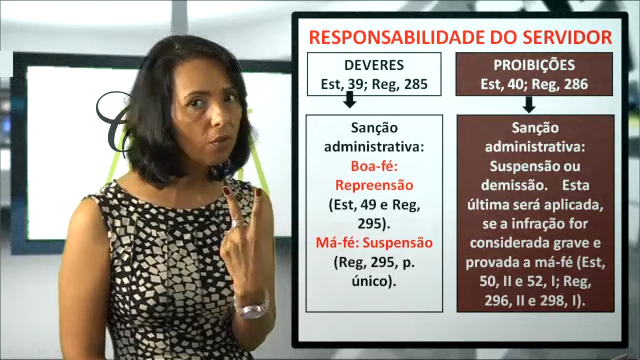 RESPONSABILIDADE DO SERVIDOR
DEVERES
Est, 39; Reg, 285
Sanção
administrativa:
Boa-fé:
Repreensão
(Est, 49 e Reg,
295).
Má-fé: Suspensão
(Reg, 295, p.
único).
PROIBIÇÕES
Est, 40; Reg, 286
Sanção
administrativa:
Suspensão ou
demissão. Esta
última será aplicada,
se a infração for
considerada grave e
provada a má-fé (Est,
50, II e 52, I; Reg,
296, II e 298, I).